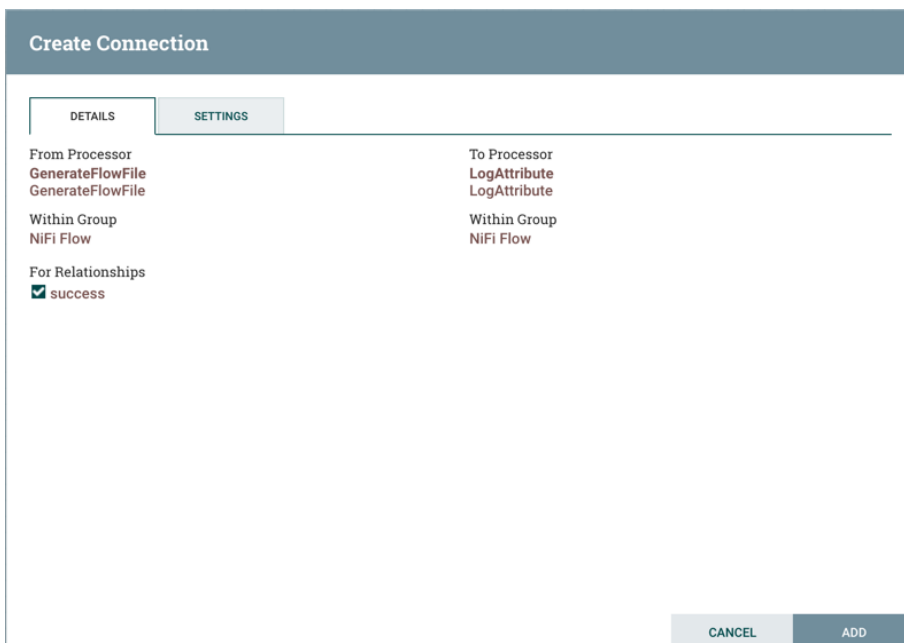 Create Connection
DETAILS
SETTINGS
From Processor
GenerateFlowFile
GenerateFlowFile
Within Group
NiFi Flow
For Relationships
success
To Processor
LogAttribute
LogAttribute
Within Group
NiFi Flow
CANCEL
ADD